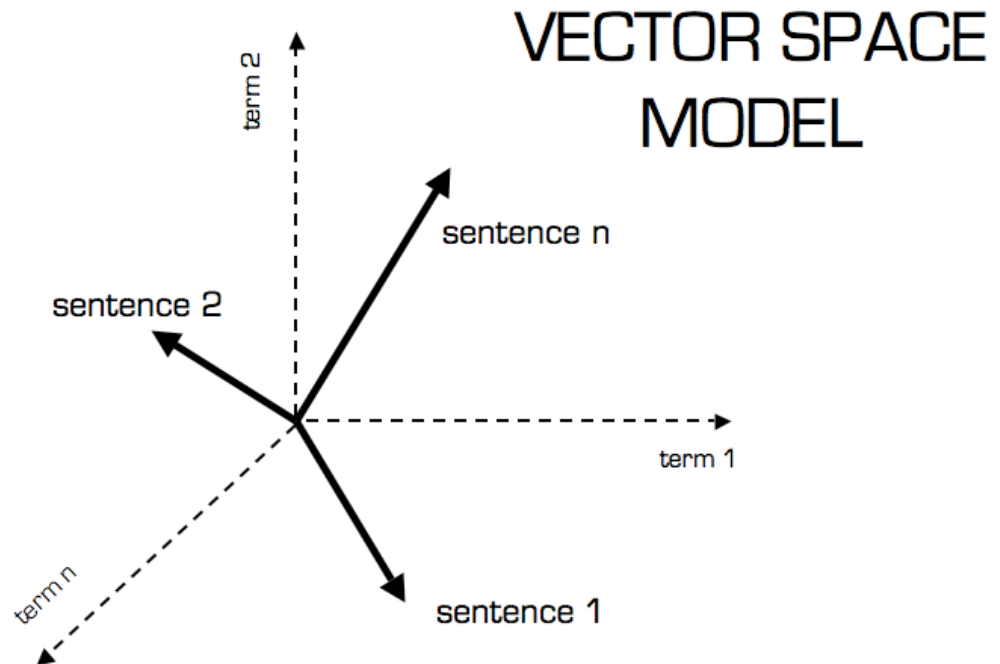 VECTOR SPACE
MODEL
term 2
sentence n
sentence 2
term 1
term n
sentence 1